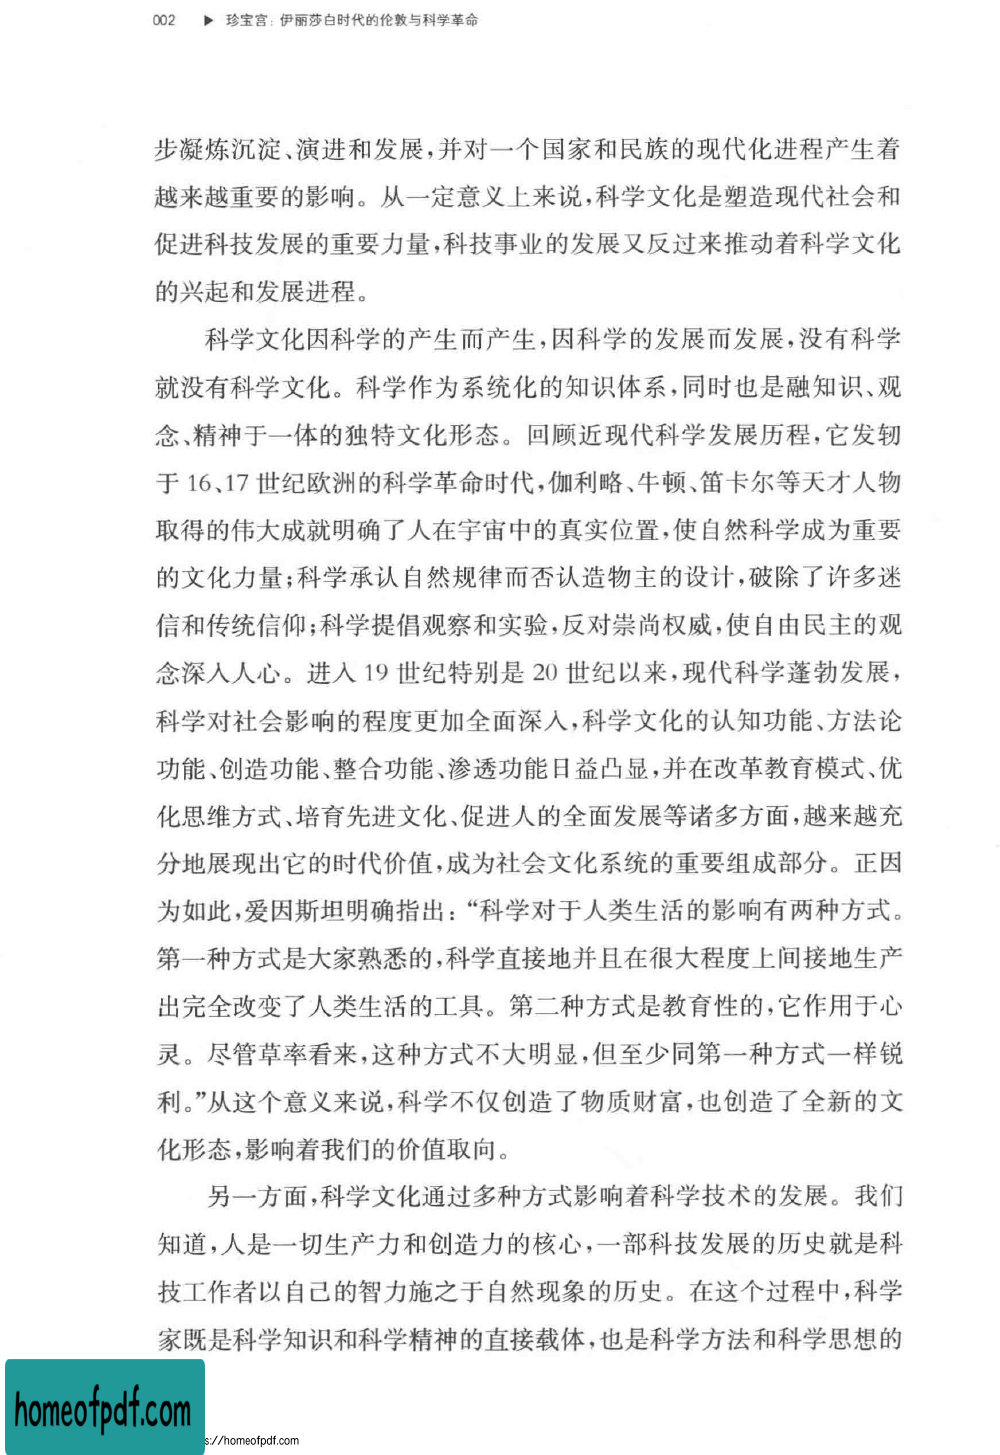 002 ▶ 珍宝宫：伊丽莎白时代的伦敦与科学革命
步凝炼沉淀、演进和发展，并对一个国家和民族的现代化进程产生着
越来越重要的影响。从一定意义上来说，科学文化是塑造现代社会和
促进科技发展的重要力量，科技事业的发展又反过来推动着科学文化
的兴起和发展进程。
科学文化因科学的产生而产生，因科学的发展而发展，没有科学
就没有科学文化。科学作为系统化的知识体系，同时也是融知识、观
念、精神于一体的独特文化形态。回顾近现代科学发展历程，它发轫
于 16、17 世纪欧洲的科学革命时代，伽利略、牛顿、笛卡尔等天才人物
取得的伟大成就明确了人在宇宙中的真实位置，使自然科学成为重要
的文化力量；科学承认自然规律而否认造物主的设计，破除了许多迷
信和传统信仰；科学提倡观察和实验，反对崇尚权威，使自由民主的观
念深入人心。进入 19 世纪特别是 20 世纪以来，现代科学蓬勃发展，
科学对社会影响的程度更加全面深入，科学文化的认知功能、方法论
功能、创造功能、整合功能、渗透功能日益凸显，并在改革教育模式、优
化思维方式、培育先进文化、促进人的全面发展等诸多方面，越来越充
分地展现出它的时代价值，成为社会文化系统的重要组成部分。正因
为如此，爱因斯坦明确指出：“科学对于人类生活的影响有两种方式。
第一种方式是大家熟悉的，科学直接地并且在很大程度上间接地生产
出完全改变了人类生活的工具。第二种方式是教育性的，它作用于心
灵。尽管草率看来，这种方式不大明显，但至少同第一种方式一样锐
利。”从这个意义来说，科学不仅创造了物质财富，也创造了全新的文
化形态，影响着我们的价值取向。
另一方面，科学文化通过多种方式影响着科学技术的发展。我们
知道，人是一切生产力和创造力的核心，一部科技发展的历史就是科
技工作者以自己的智力施之于自然现象的历史。在这个过程中，科学
家既是科学知识和科学精神的直接载体，也是科学方法和科学思想的
homeofpdf.com
s://homeofpdf.com